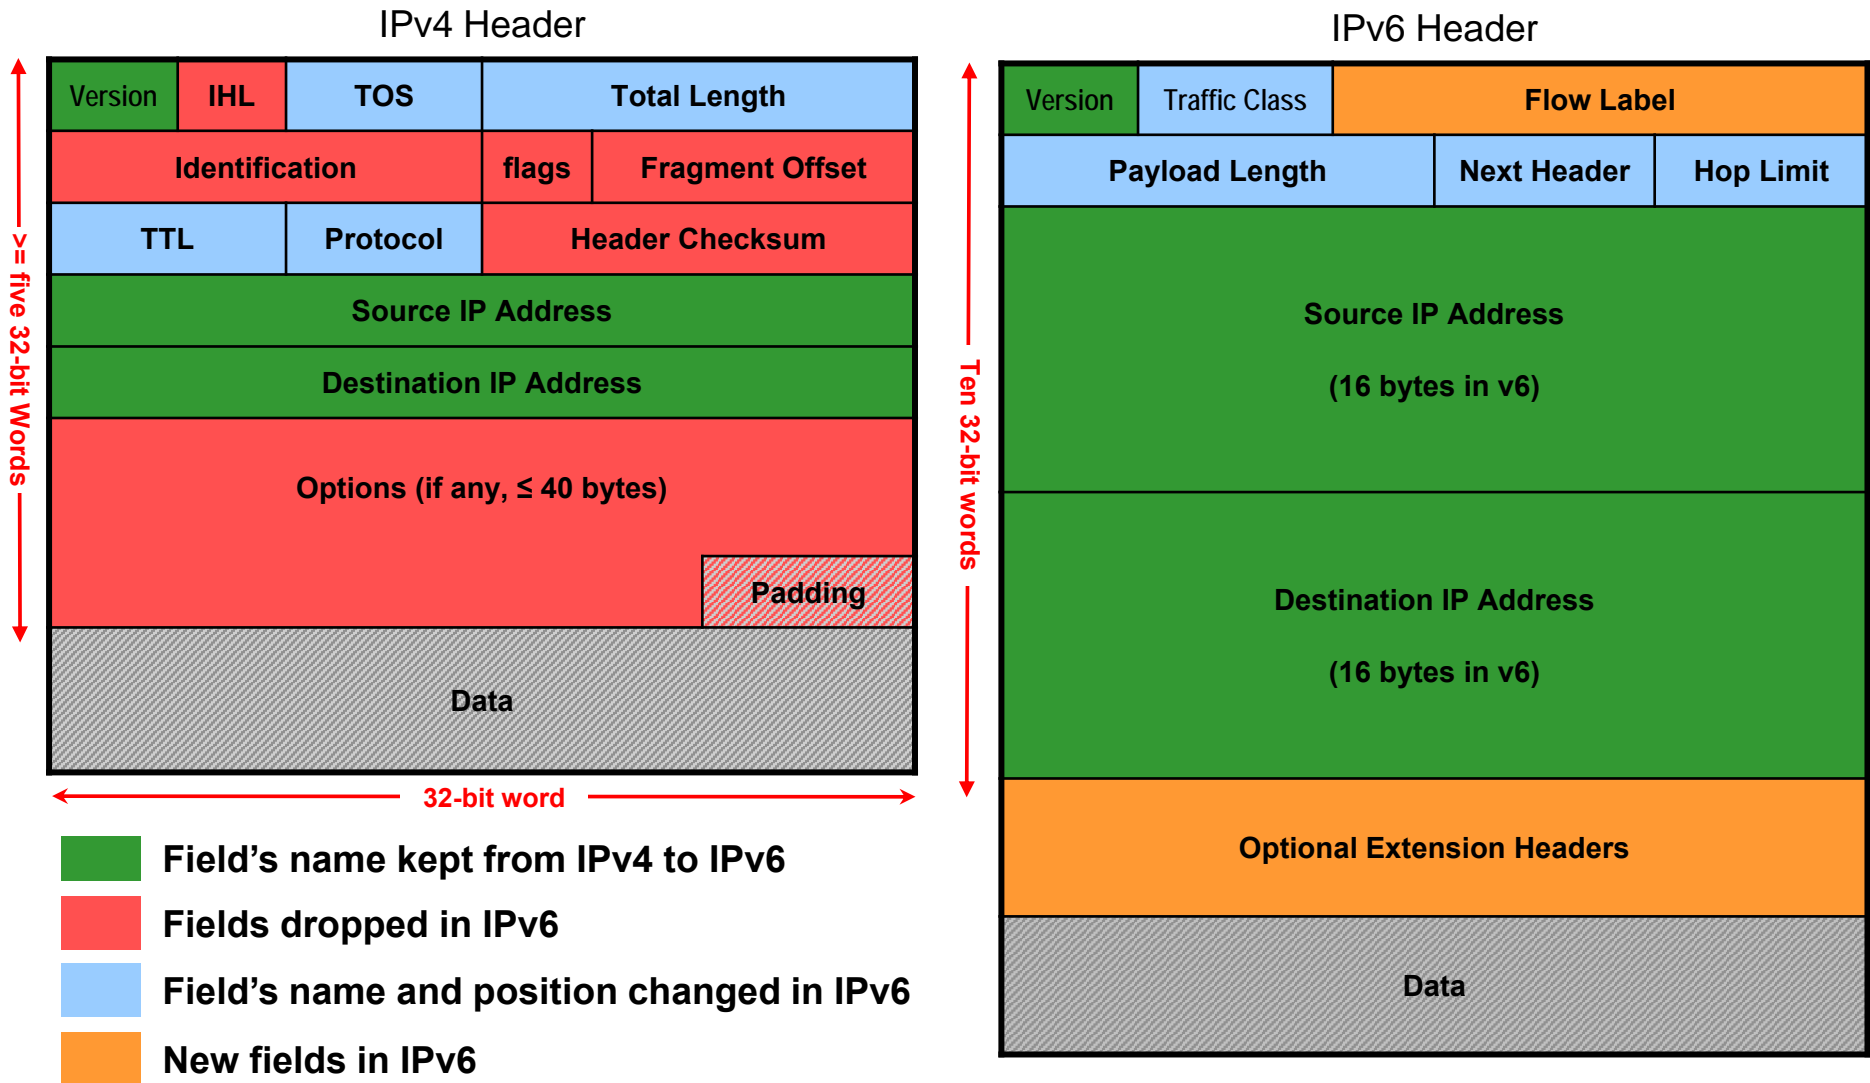 IPv4 Header
Version IHL TOS Total Length
Identification flags Fragment Offset
TTL Protocol Header Checksum
Source IP Address
Destination IP Address
Options (if any, ≤ 40 bytes)
Padding
Data
>= five 32-bit Words
32-bit word
IPv6 Header
Version Traffic Class Flow Label
Payload Length Next Header Hop Limit
Source IP Address
(16 bytes in v6)
Destination IP Address
(16 bytes in v6)
Optional Extension Headers
Data
Ten 32-bit words
Field’s name kept from IPv4 to IPv6
Fields dropped in IPv6
Field’s name and position changed in IPv6
New fields in IPv6